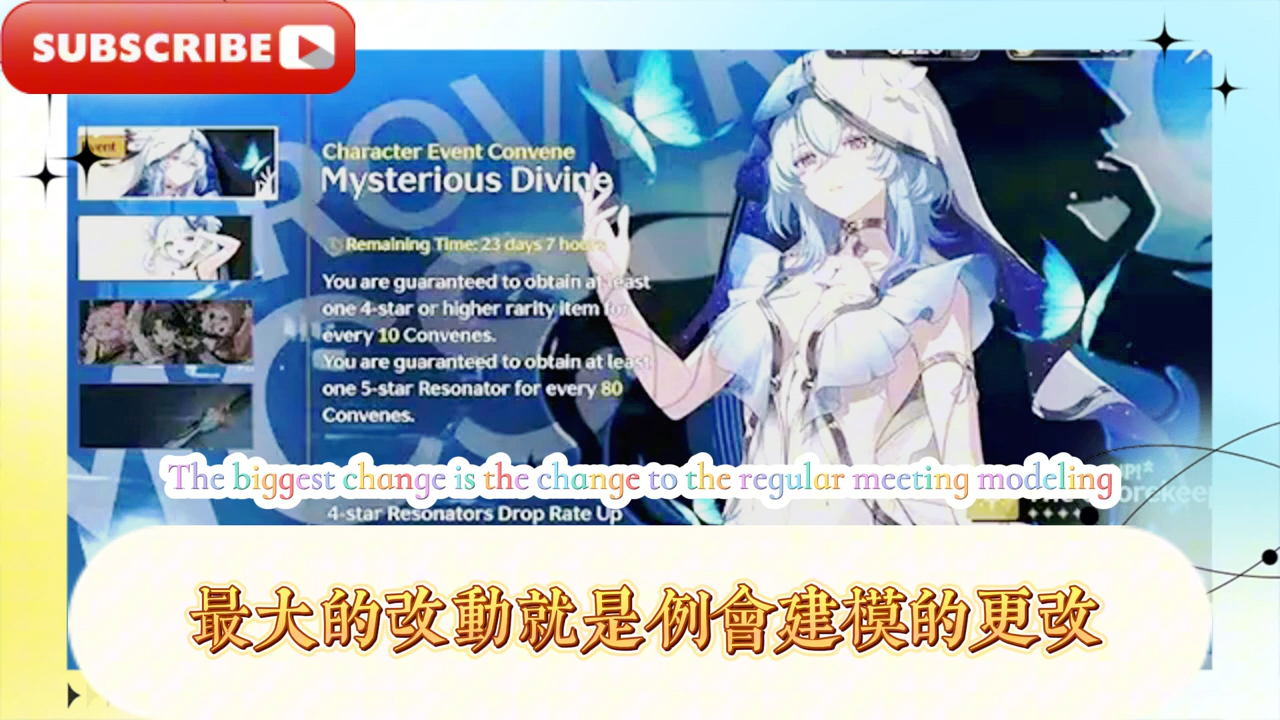 SUBSCRIBE
Character Event Convene
Mysterious Divine
Remaining Time: 23 days 7 hours
You are guaranteed to obtain at least
one 4-star or higher rarity item for
every 10 Convenes.
You are guaranteed to obtain at least
one 5-star Resonator for every 80
Convenes.
The biggest change is the change to the regular meeting modeling
4-star Resonators Drop Rate Up
最大的改動就是例會建模的更改